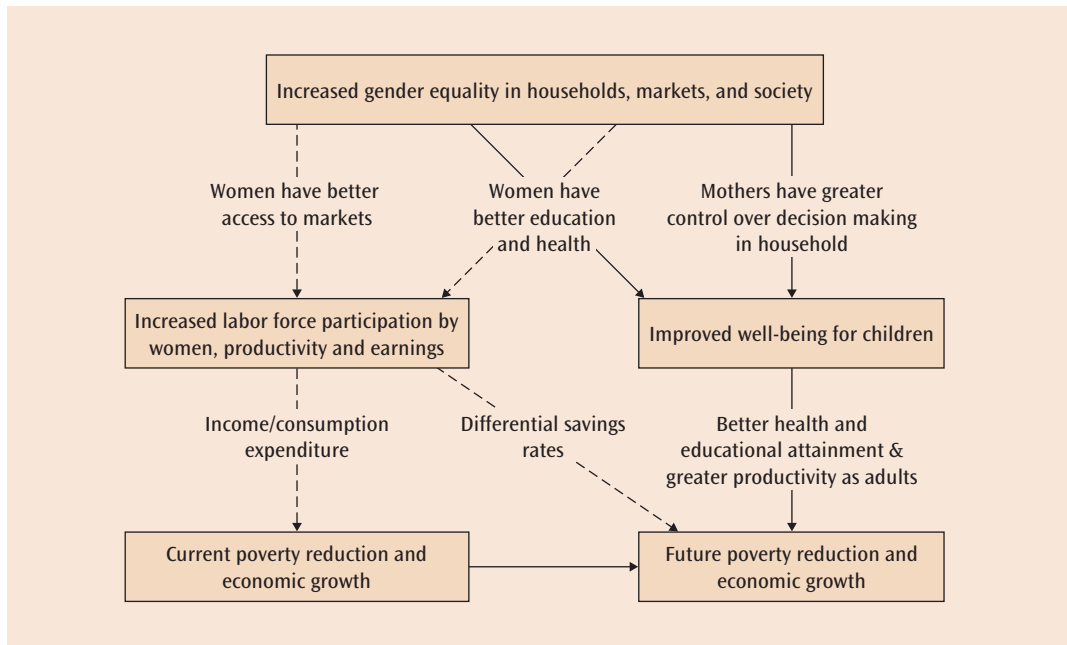 Increased gender equality in households, markets, and society
Women have better
access to markets
Women have
better education
and health
Mothers have greater
control over decision making
in household
Increased labor force participation by
women, productivity and earnings
Improved well-being for children
Income/consumption
expenditure
Differential savings
rates
Better health and
educational attainment &
greater productivity as adults
Current poverty reduction and
economic growth
Future poverty reduction and
economic growth